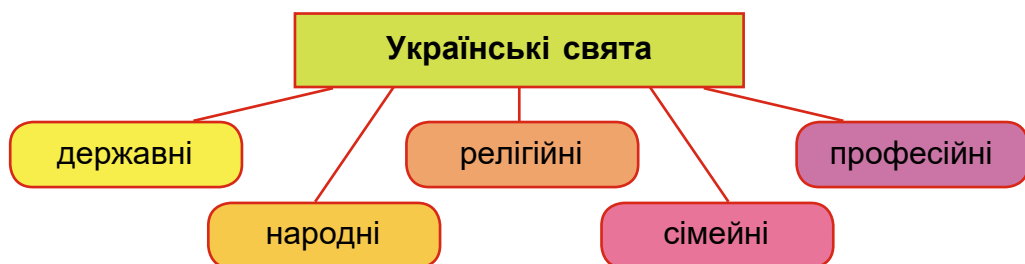 Українські свята
державні
релігійні
професійні
народні
сімейні